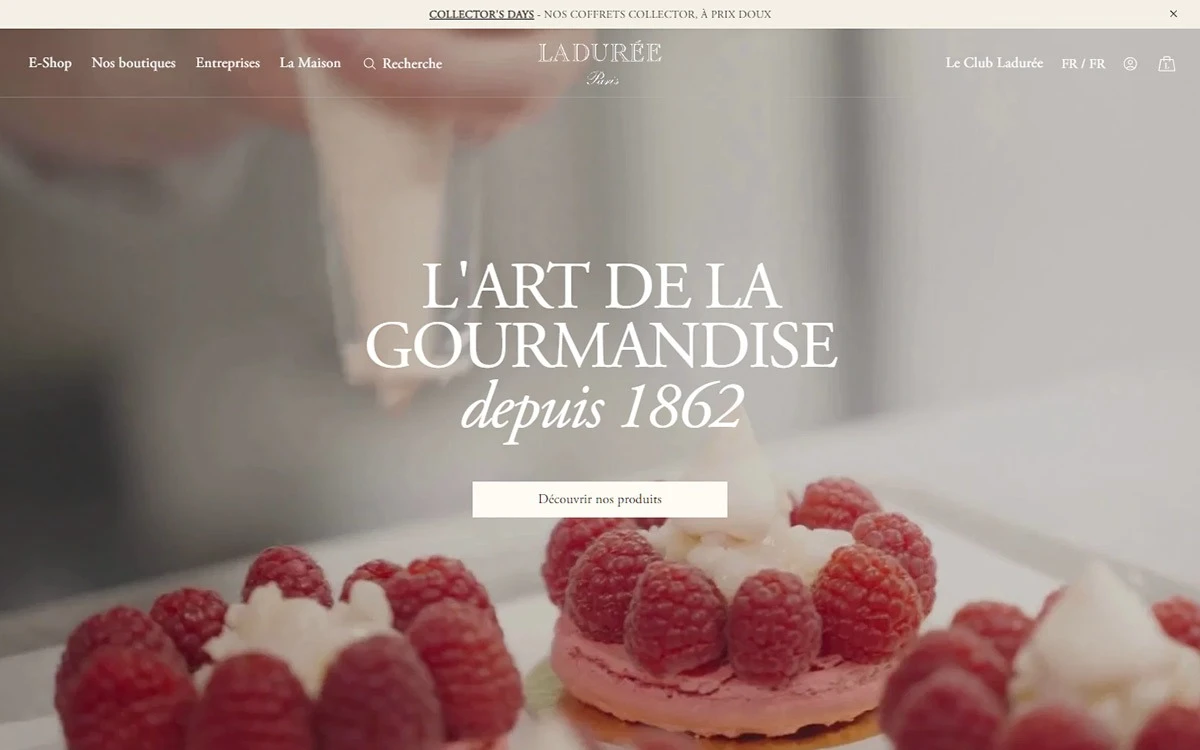 COLLECTOR'S DAYS - NOS COFFRETS COLLECTOR, À PRIX DOUX
E-Shop
Nos boutiques
Entreprises
La Maison
Recherche
LADURÉE
Paris
Le Club Ladurée
FR / FR
L'ART DE LA
GOURMANDISE
depuis 1862
Découvrir nos produits